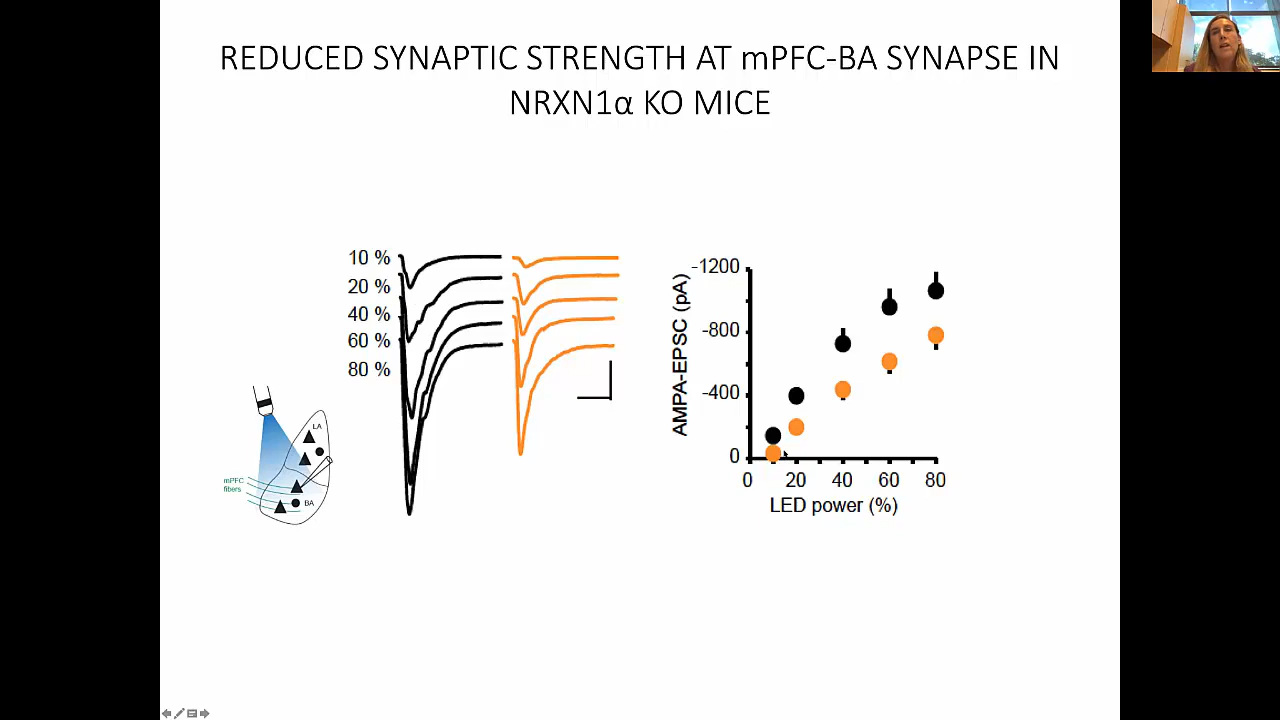 REDUCED SYNAPTIC STRENGTH AT mPFC-BA SYNAPSE IN
NRXN1α KO MICE
10 %
20 %
40 %
60 %
80 %
LA
mPFC
fibers
BA
AMPA-EPSC (pA)
-1200
-800
-400
0
0 20 40 60 80
LED power (%)